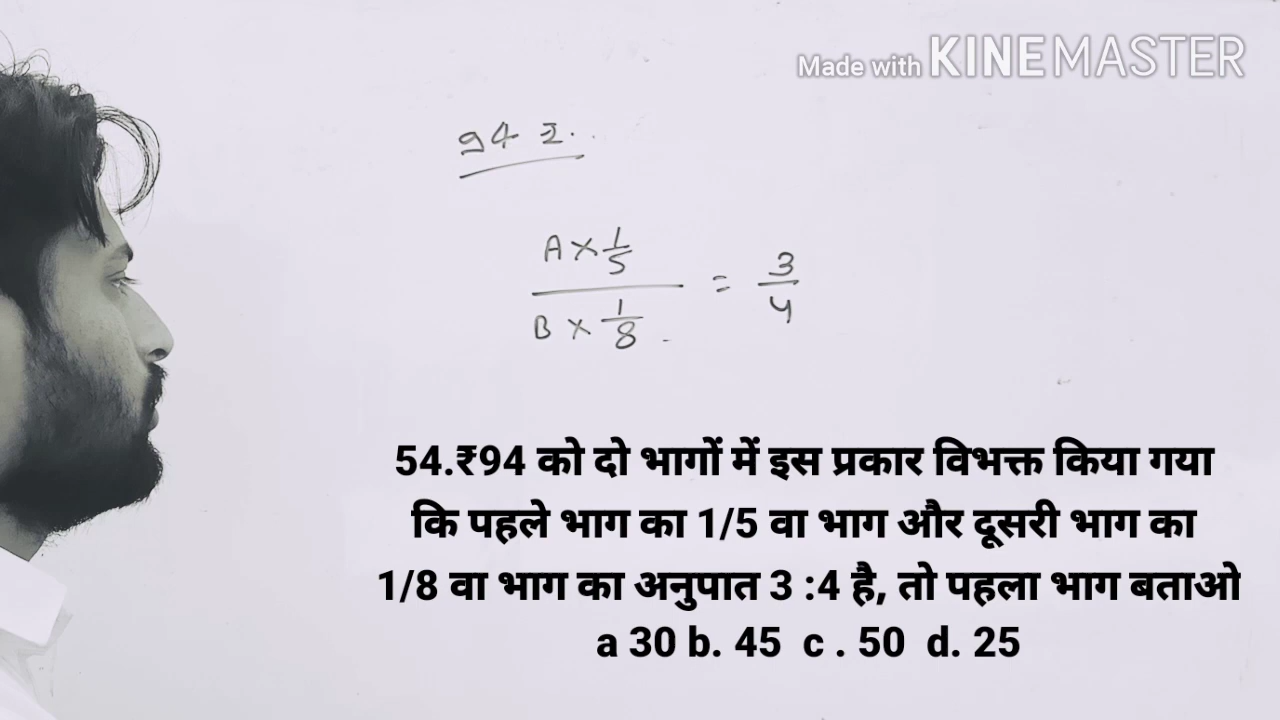 Made with KINEMASTER
94 रु.
A × 1/5
B × 1/8
= 3/4
54.₹94 को दो भागों में इस प्रकार विभक्त किया गया
कि पहले भाग का 1/5 वा भाग और दूसरी भाग का
1/8 वा भाग का अनुपात 3 :4 है, तो पहला भाग बताओ
a 30 b. 45 c . 50 d. 25